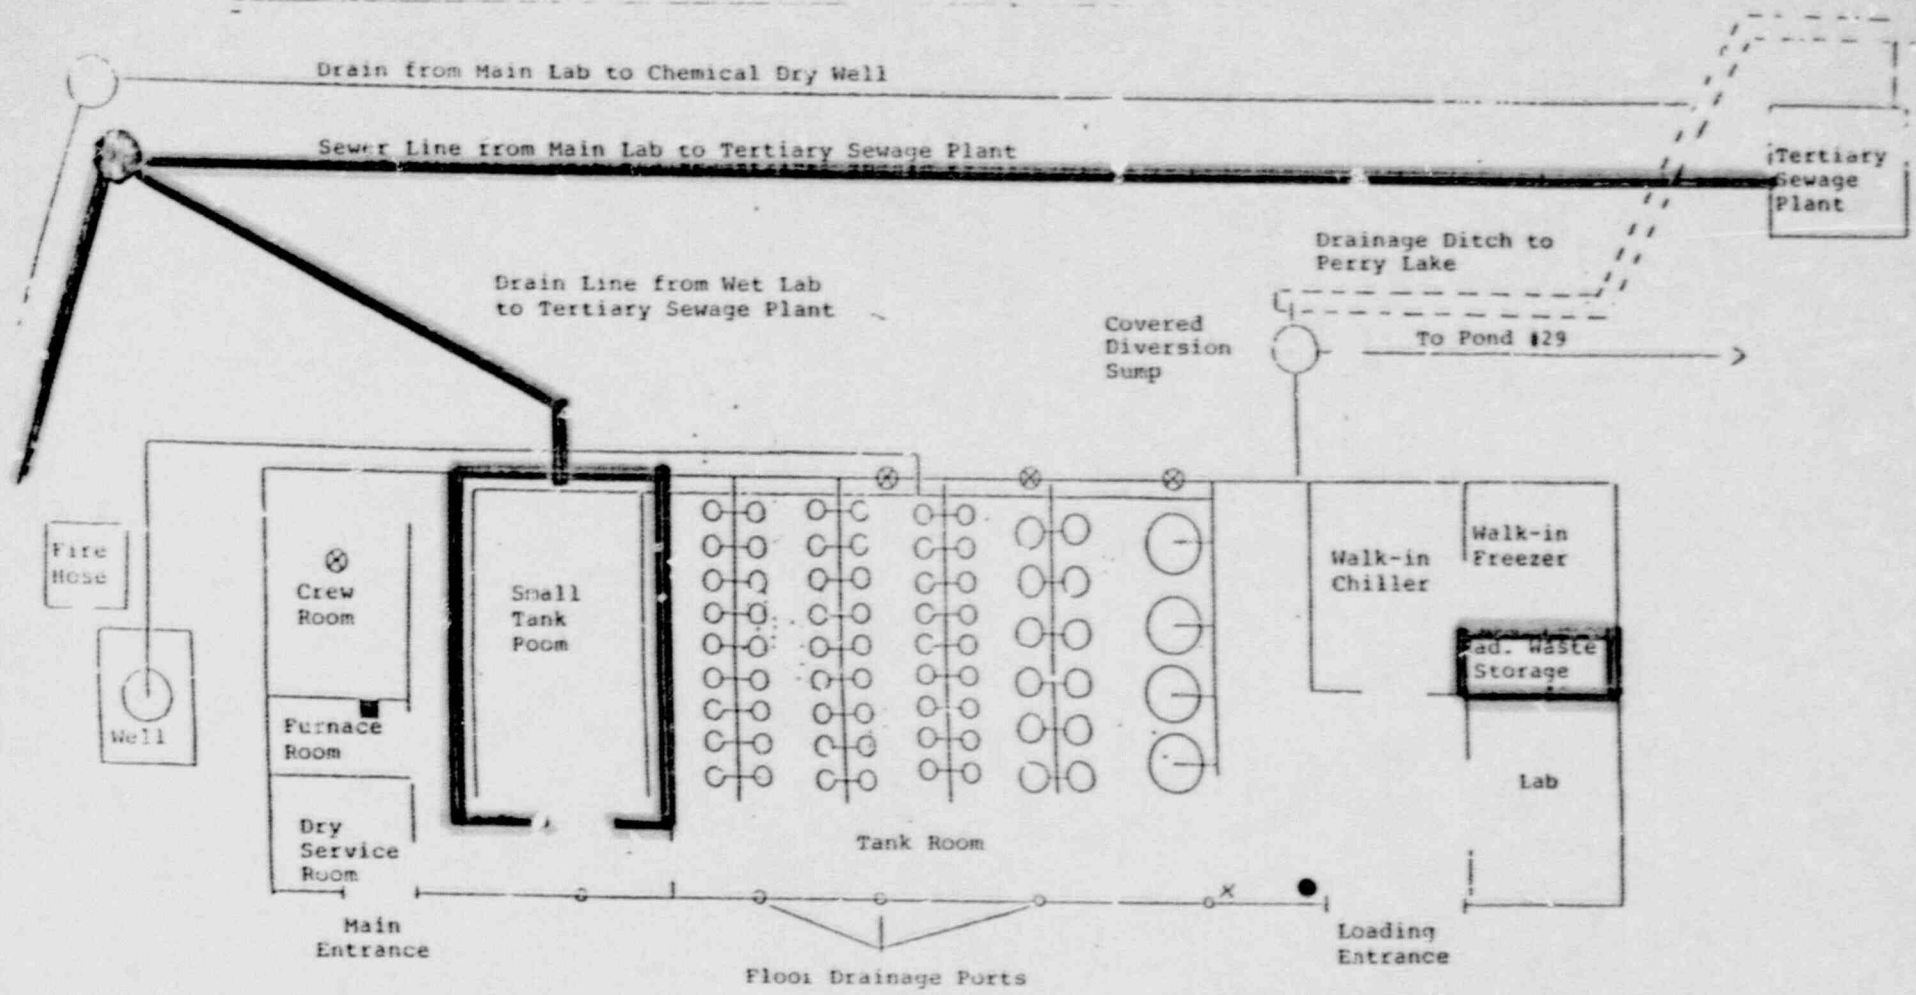 Drain from Main Lab to Chemical Dry Well
Sewer Line from Main Lab to Tertiary Sewage Plant
Tertiary
Sewage
Plant
Drainage Ditch to
Perry Lake
Drain Line from Wet Lab
to Tertiary Sewage Plant
Covered
Diversion
Sump
To Pond #29
Fire
Hose
Crew
Room
Small
Tank
Room
Walk-in
Chiller
Walk-in
Freezer
Rad. Waste
Storage
Well
Furnace
Room
Lab
Dry
Service
Room
Tank Room
x
Main
Entrance
Loading
Entrance
Floor Drainage Ports